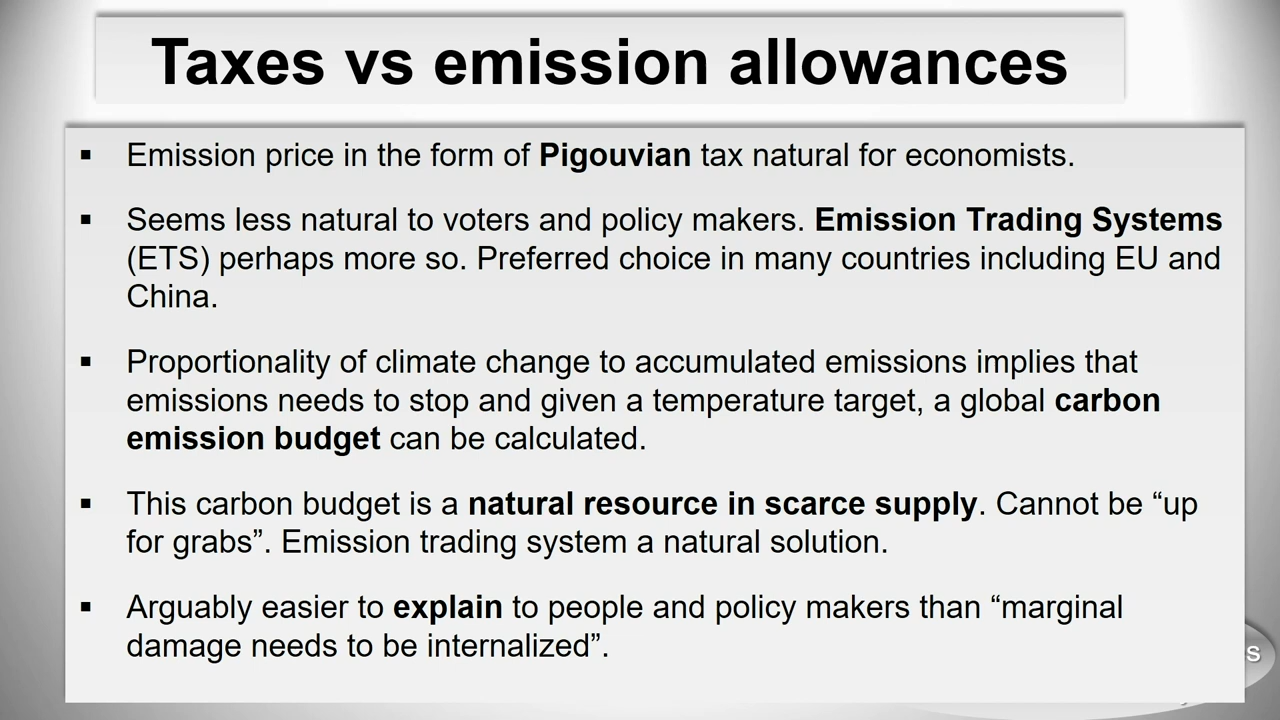 Taxes vs emission allowances
▪ Emission price in the form of Pigouvian tax natural for economists.
▪ Seems less natural to voters and policy makers. Emission Trading Systems
(ETS) perhaps more so. Preferred choice in many countries including EU and
China.
▪ Proportionality of climate change to accumulated emissions implies that
emissions needs to stop and given a temperature target, a global carbon
emission budget can be calculated.
▪ This carbon budget is a natural resource in scarce supply. Cannot be “up
for grabs”. Emission trading system a natural solution.
▪ Arguably easier to explain to people and policy makers than “marginal
damage needs to be internalized”.